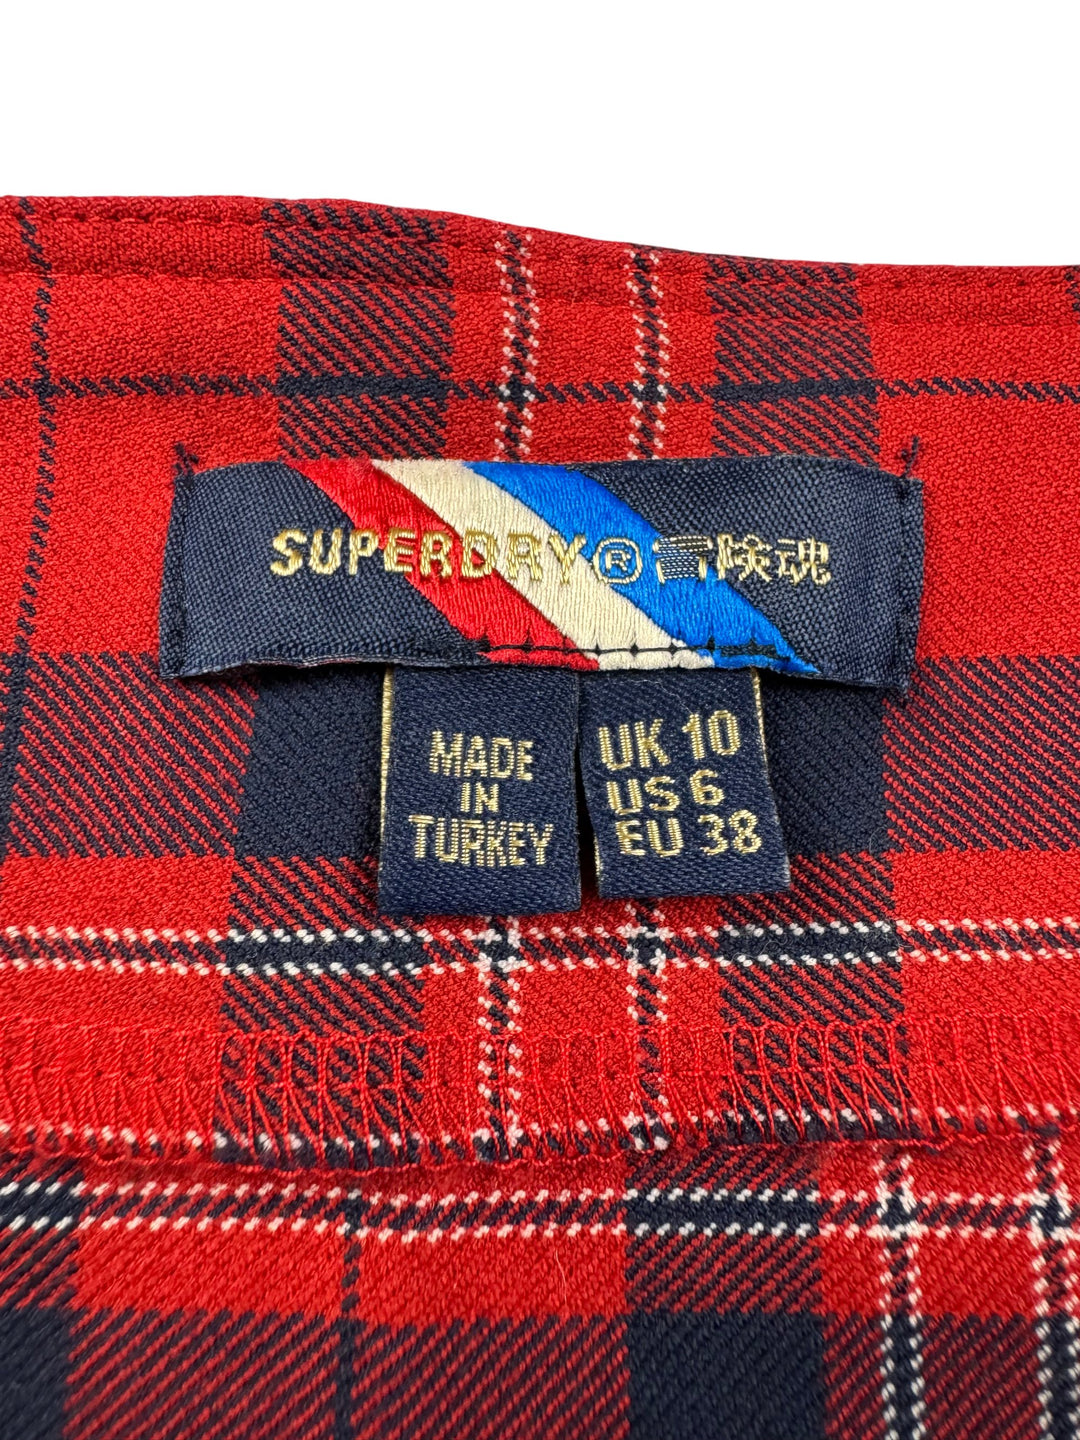 SUPERDRY®冒険魂
MADE
IN
TURKEY
UK 10
US 6
EU 38